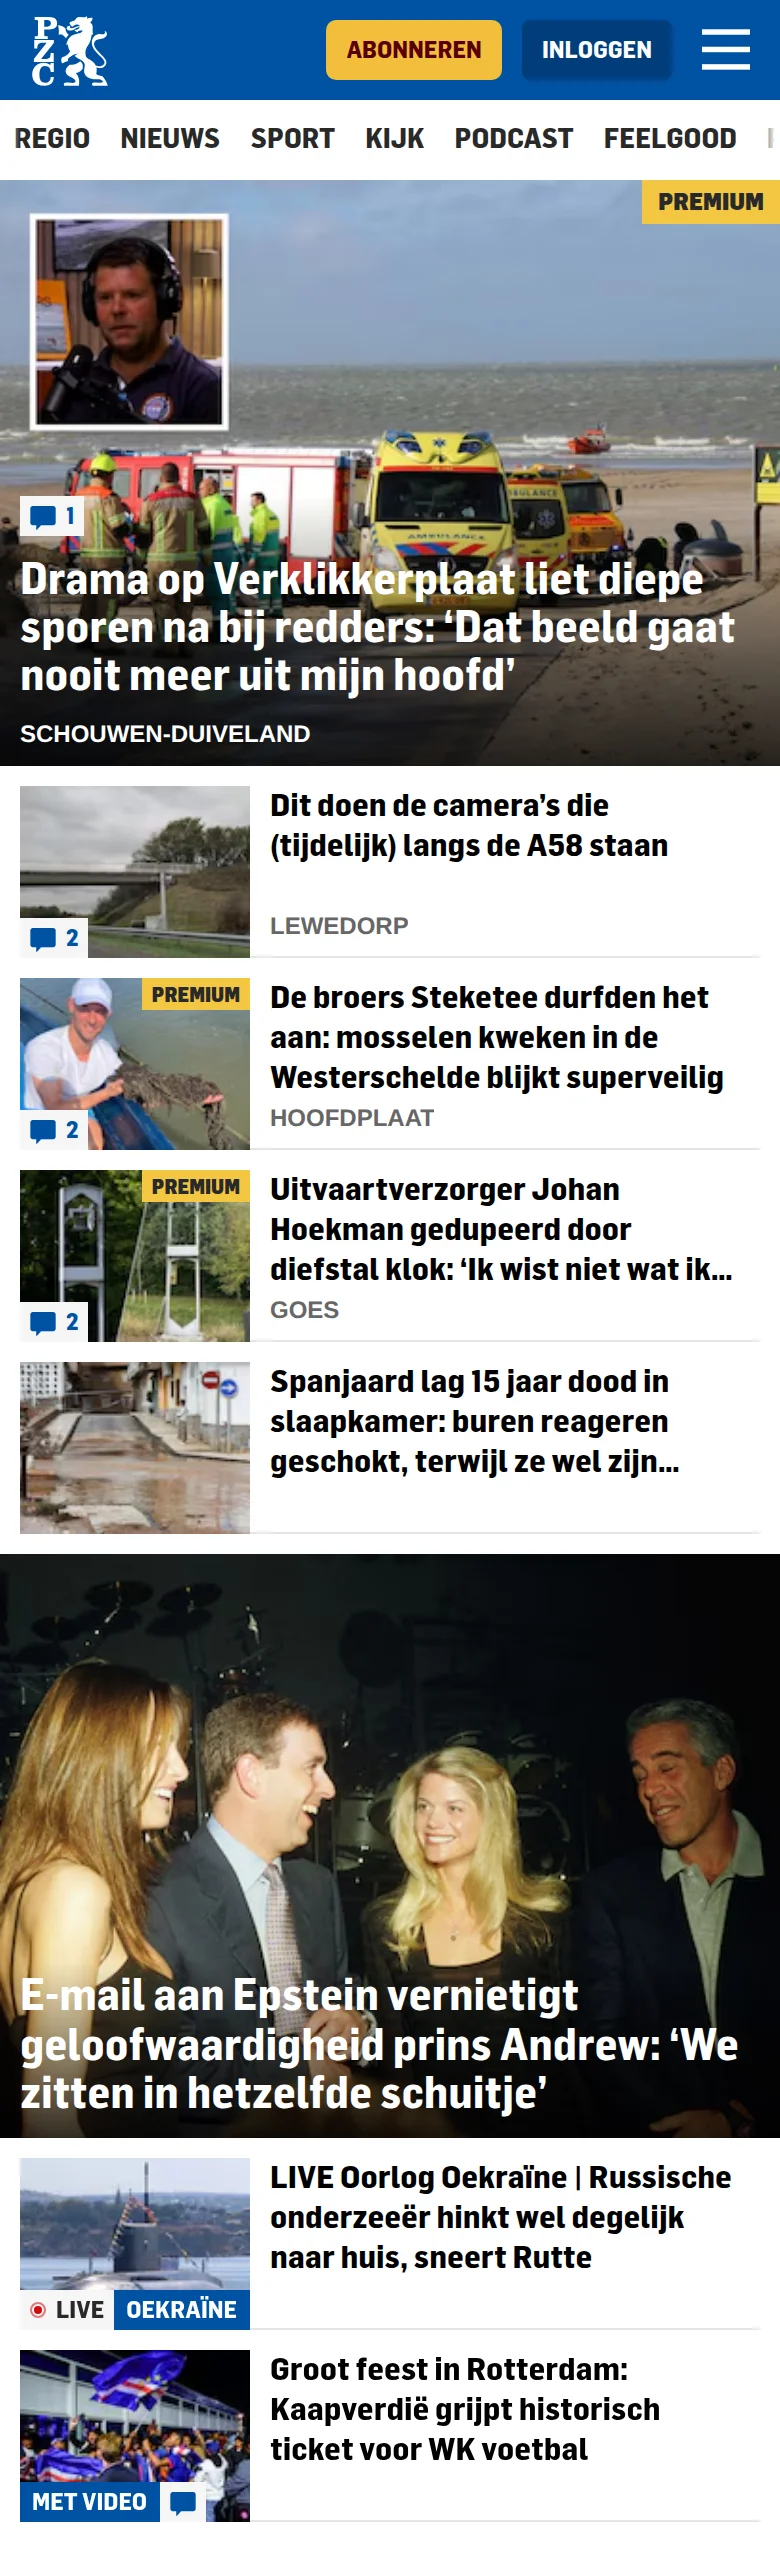 PZC
ABONNEREN
INLOGGEN
REGIO NIEUWS SPORT KIJK PODCAST FEELGOOD
PREMIUM
AMBULANCE
AMBULANCE
1
Drama op Verklikkerplaat liet diepe
sporen na bij redders: ‘Dat beeld gaat
nooit meer uit mijn hoofd’
SCHOUWEN-DUIVELAND
Dit doen de camera’s die
(tijdelijk) langs de A58 staan
2
LEWEDORP
PREMIUM
De broers Steketee durfden het
aan: mosselen kweken in de
Westerschelde blijkt superveilig
2
HOOFDPLAAT
PREMIUM
Uitvaartverzorger Johan
Hoekman gedupeerd door
diefstal klok: ‘Ik wist niet wat ik...
2
GOES
Spanjaard lag 15 jaar dood in
slaapkamer: buren reageren
geschokt, terwijl ze wel zijn...
E-mail aan Epstein vernietigt
geloofwaardigheid prins Andrew: ‘We
zitten in hetzelfde schuitje’
LIVE Oorlog Oekraïne | Russische
onderzeeër hinkt wel degelijk
naar huis, sneert Rutte
LIVE OEKRAÏNE
Groot feest in Rotterdam:
Kaapverdië grijpt historisch
ticket voor WK voetbal
MET VIDEO